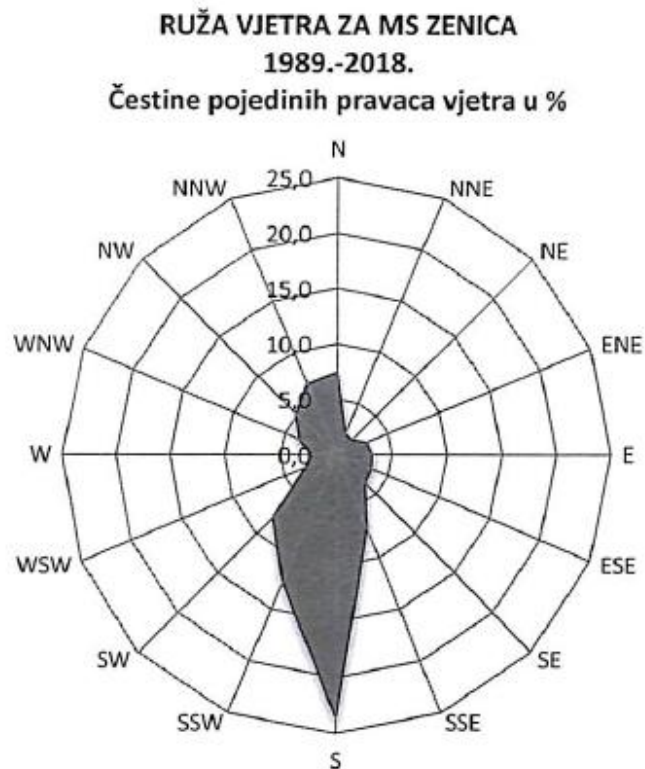 RUŽA VJETRA ZA MS ZENICA
1989.-2018.
Čestine pojedinih pravaca vjetra u %
N
NNW
25,0
NNE
20,0
NW
NE
15,0
WNW
10,0
ENE
5,0
W
0,0
E
WSW
ESE
SW
SE
SSW
SSE
S